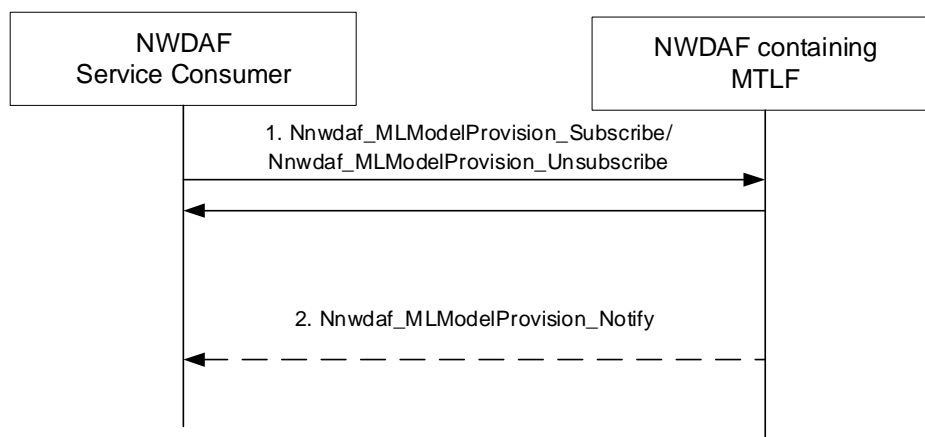 NWDAF
Service Consumer
NWDAF containing
MTLF
1. Nnwdaf_MLModelProvision_Subscribe/
Nnwdaf_MLModelProvision_Unsubscribe
2. Nnwdaf_MLModelProvision_Notify